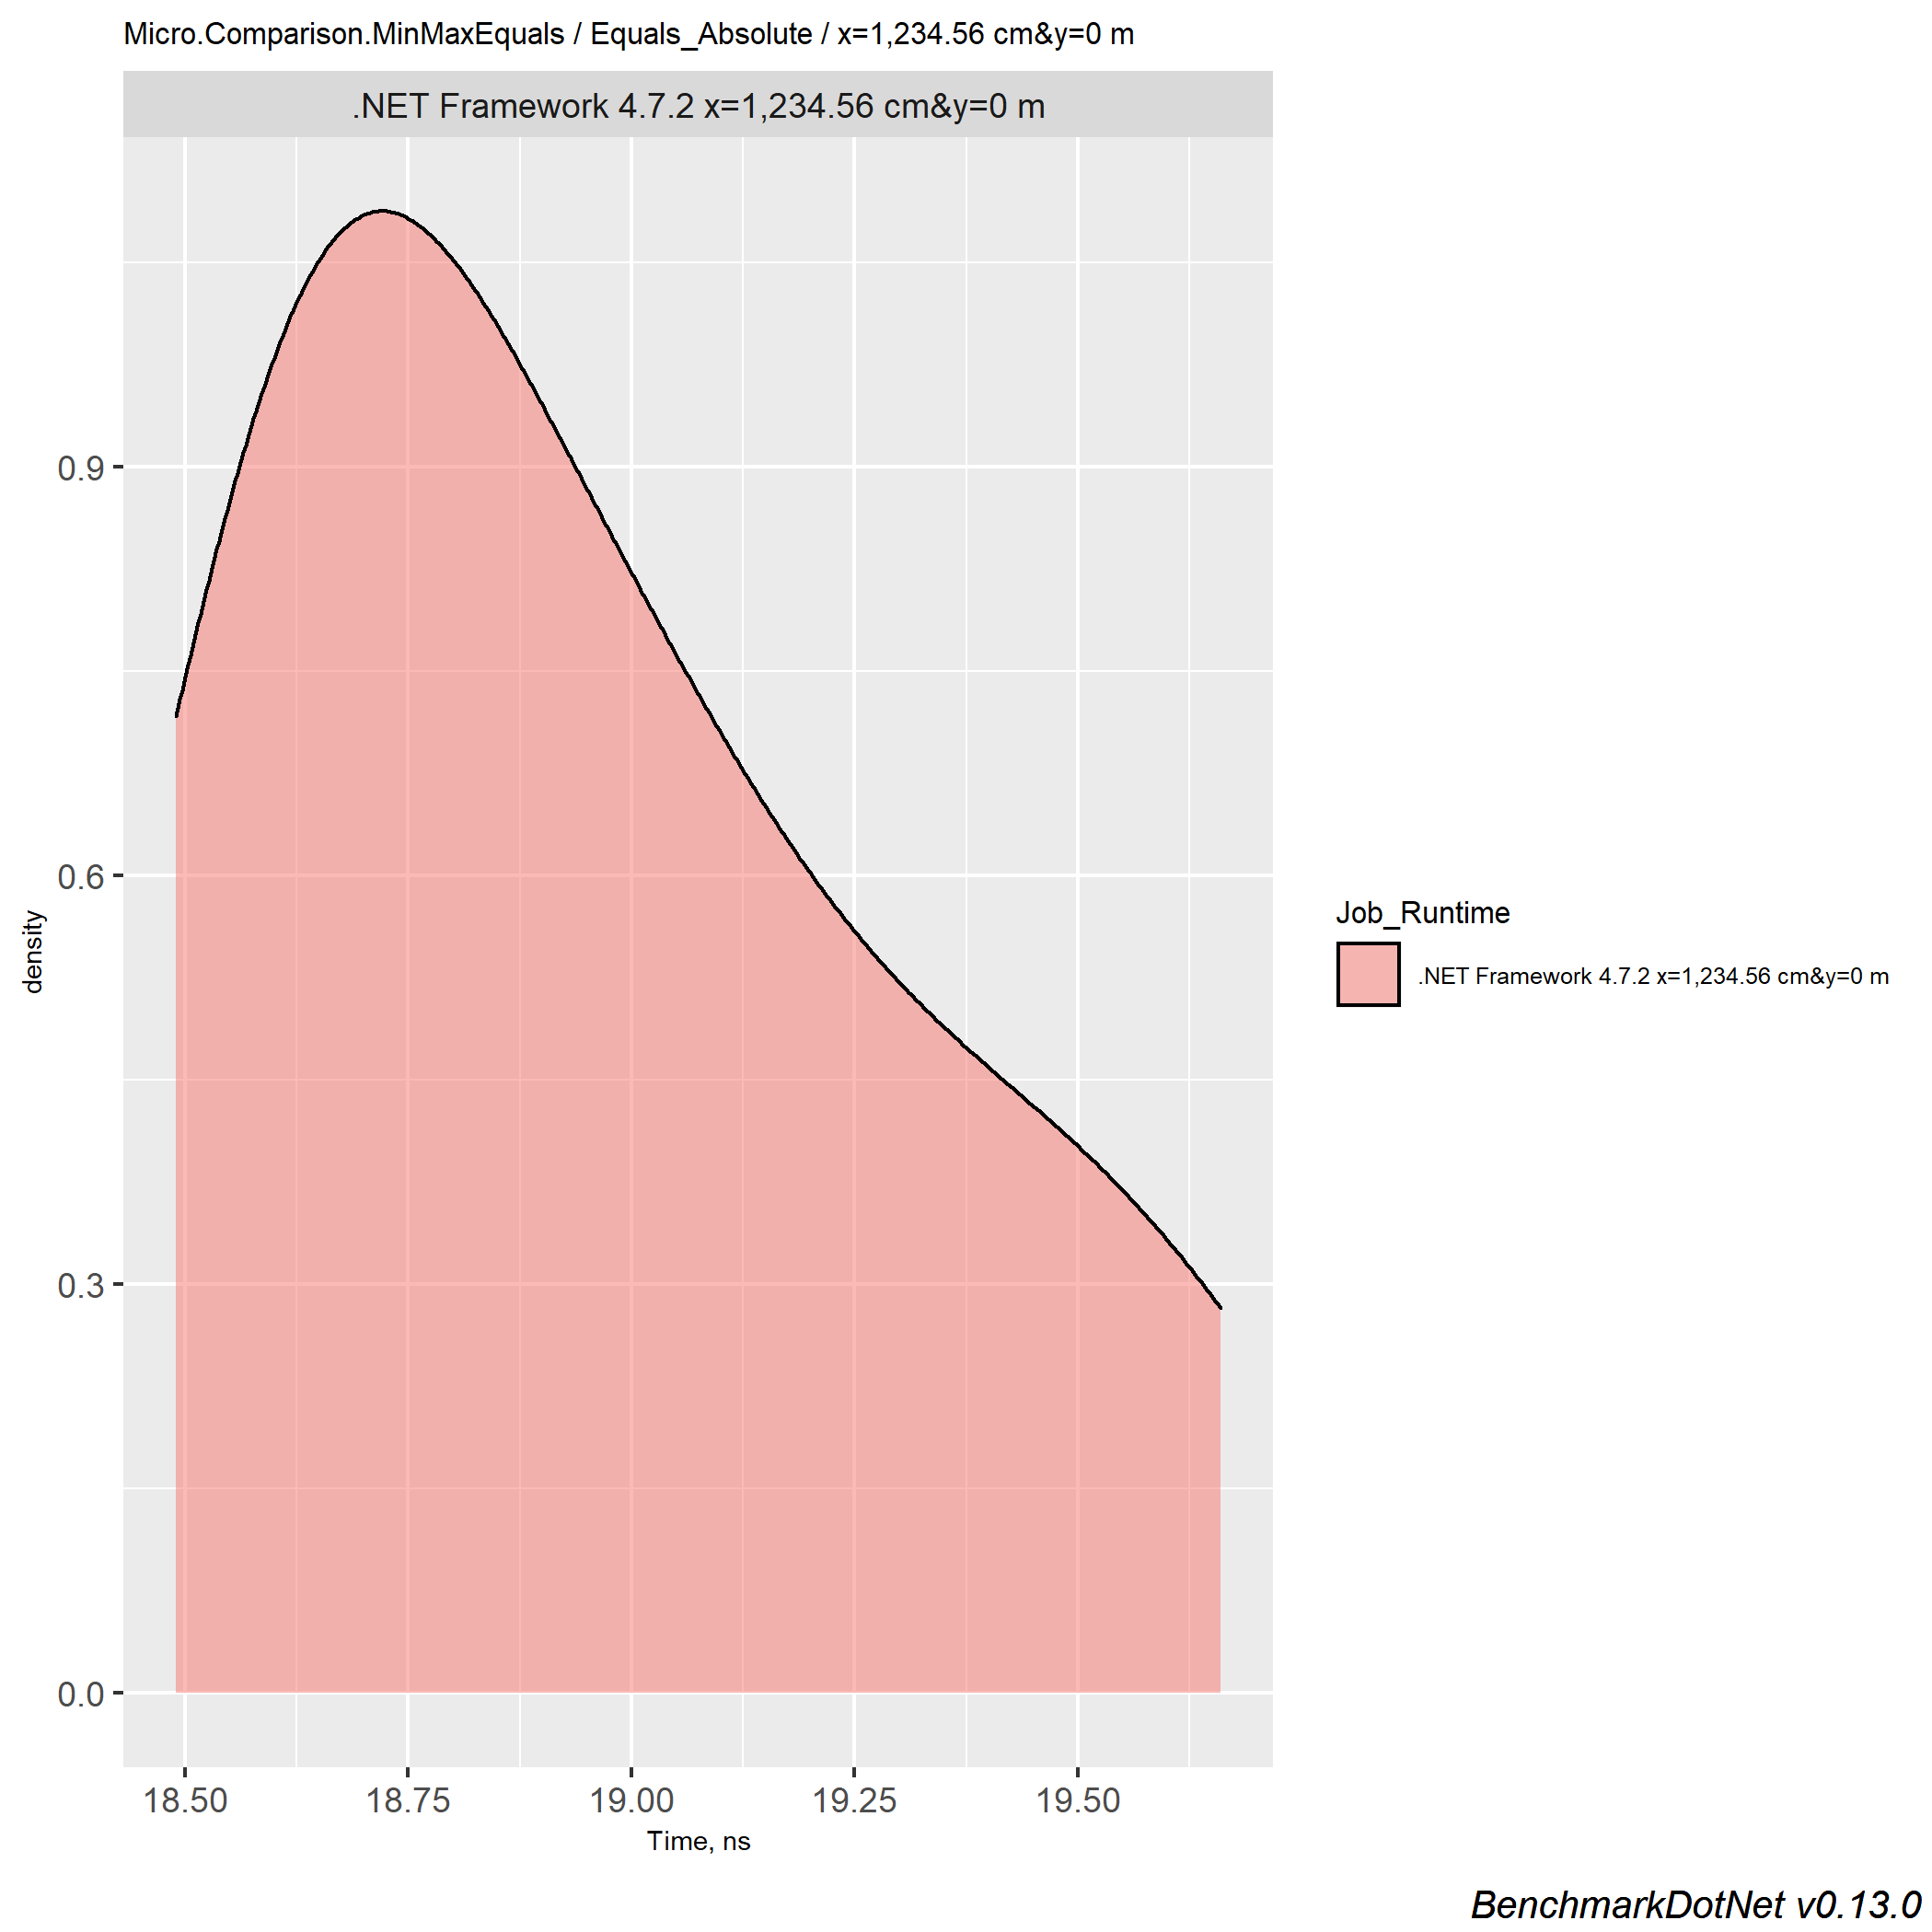 Micro.Comparison.MinMaxEquals / Equals_Absolute / x=1,234.56 cm&y=0 m
.NET Framework 4.7.2 x=1,234.56 cm&y=0 m
0.9
0.6
0.3
0.0
density
18.50 18.75 19.00 19.25 19.50
Time, ns
Job_Runtime
.NET Framework 4.7.2 x=1,234.56 cm&y=0 m
BenchmarkDotNet v0.13.0